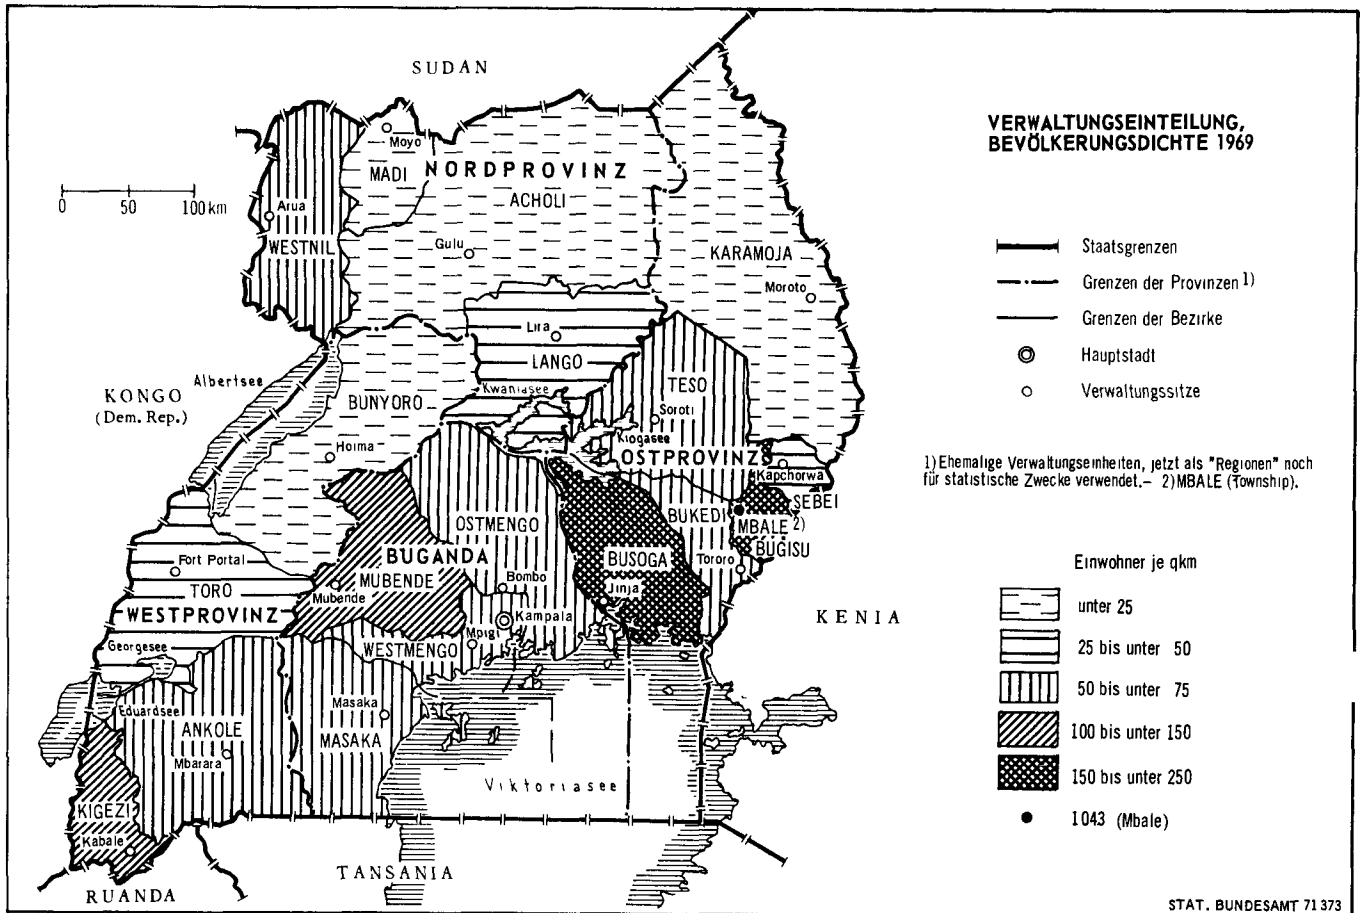 SUDAN
VERWALTUNGSEINTEILUNG,
BEVÖLKERUNGSDICHTE 1969
Moyo
MADI
NORDPROVINZ
ACHOLI
0 50 100 km
Arua
WESTNIL
Gulu
KARAMOJA
Moroto
Staatsgrenzen
Grenzen der Provinzen 1)
Grenzen der Bezirke
Hauptstadt
Verwaltungssitze
Lira
LANGO
Albertsee
KONGO
(Dem. Rep.)
Kwaniasee
TESO
BUNYORO
Soroti
Kiogasee
Hoima
OSTPROVINZ
Kapchorwa
SEBEI
1) Ehemalige Verwaltungseinheiten, jetzt als "Regionen" noch
für statistische Zwecke verwendet.– 2) MBALE (Township).
OSTMENGO
BUKEDI
MBALE 2)
BUGISU
BUGANDA
BUSOGA
Tororo
Fort Portal
MUBENDE
Mubende
Bombo
Jinja
TORO
WESTPROVINZ
Kampala
KENIA
Georgesee
WESTMENGO
Mpigi
Eduardsee
ANKOLE
Mbarara
Masaka
MASAKA
Viktoriasee
KIGEZI
Kabale
RUANDA
TANSANIA
Einwohner je qkm
unter 25
25 bis unter 50
50 bis unter 75
100 bis unter 150
150 bis unter 250
1043 (Mbale)
STAT. BUNDESAMT 71 373